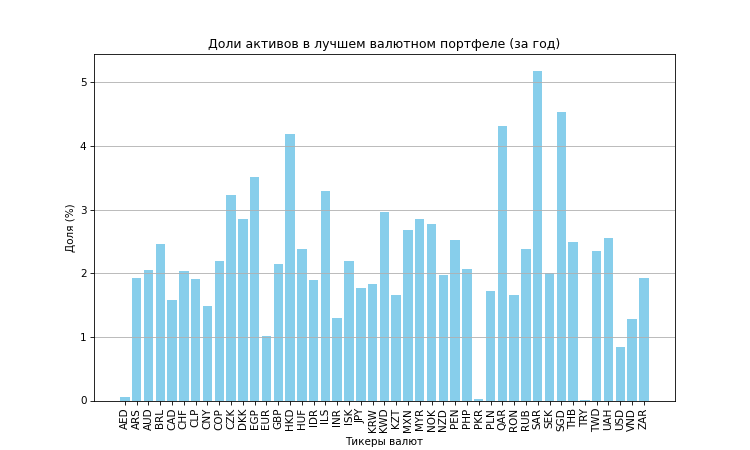 Доли активов в лучшем валютном портфеле (за год)
Доля (%)
5
4
3
2
1
0
AED ARS AUD BRL CAD CHF CLP CNY COP CZK DKK EGP EUR GBP HKD HUF IDR ILS INR ISK JPY KRW KWD KZT MXN MYR NOK NZD PEN PHP PKR PLN QAR RON RUB SAR SEK SGD THB TRY TWD UAH USD VND ZAR
Тикеры валют